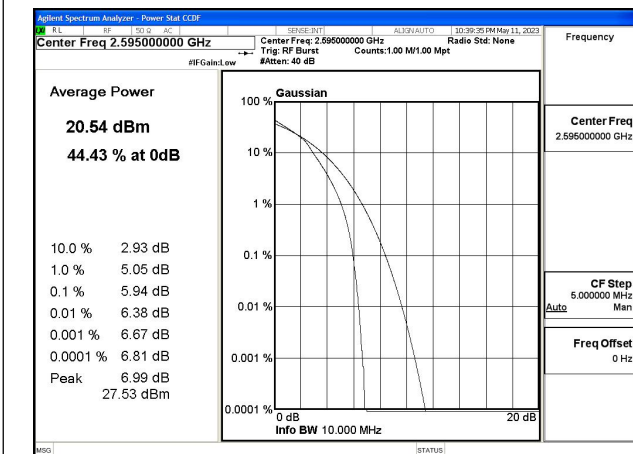 Agilent Spectrum Analyzer - Power Stat CCDF
RL RF 50 Ω AC SENSE:INT ALIGN AUTO 10:39:35 PM May 11, 2023
Center Freq 2.595000000 GHz
Center Freq: 2.595000000 GHz Radio Std: None
Trig: RF Burst Counts:1.00 M/1.00 Mpt
#IFGain:Low #Atten: 40 dB
Frequency
Average Power
20.54 dBm
44.43 % at 0dB
10.0 % 2.93 dB
1.0 % 5.05 dB
0.1 % 5.94 dB
0.01 % 6.38 dB
0.001 % 6.67 dB
0.0001 % 6.81 dB
Peak 6.99 dB
27.53 dBm
Gaussian
100 %
10 %
1 %
0.1 %
0.01 %
0.001 %
0.0001 %
0 dB 20 dB
Info BW 10.000 MHz
Center Freq
2.595000000 GHz
CF Step
5.000000 MHz
Auto Man
Freq Offset
0 Hz
MSG STATUS